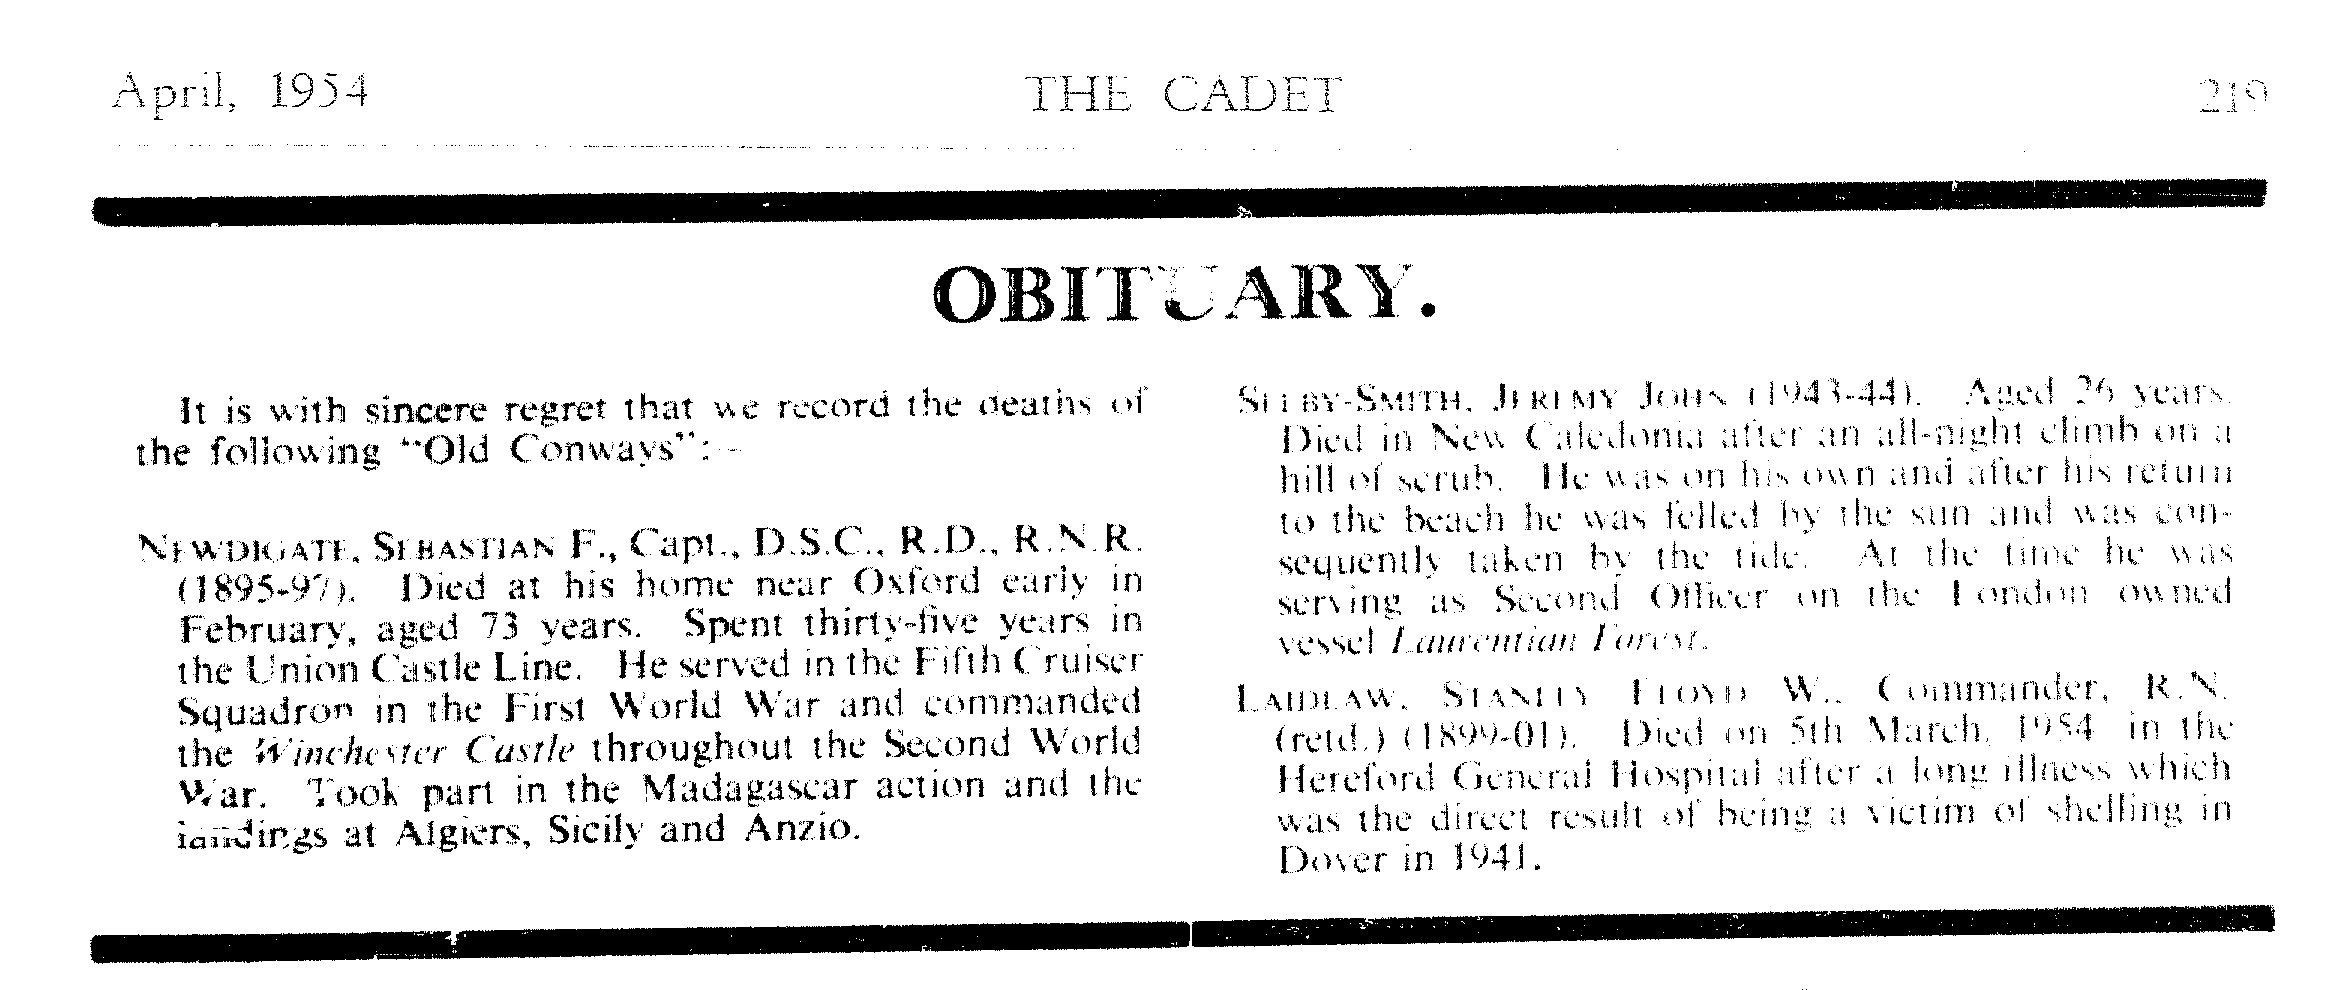 April, 1954
THE CADET
219
OBITUARY.
It is with sincere regret that we record the deaths of
the following "Old Conways":—
NEWDIGATE, SEBASTIAN F., Capt., D.S.C., R.D., R.N.R.
(1895-97). Died at his home near Oxford early in
February, aged 73 years. Spent thirty-five years in
the Union Castle Line. He served in the Fifth Cruiser
Squadron in the First World War and commanded
the Winchester Castle throughout the Second World
War. Took part in the Madagascar action and the
landings at Algiers, Sicily and Anzio.
SELBY-SMITH, JEREMY JOHN (1943-44). Aged 26 years.
Died in New Caledonia after an all-night climb on a
hill of scrub. He was on his own and after his return
to the beach he was felled by the sun and was con-
sequently taken by the tide. At the time he was
serving as Second Officer on the London owned
vessel Laurentian Forest.
LAIDLAW, STANLEY FLOYD W., Commander, R.N.
(retd.) (1899-01). Died on 5th March, 1954 in the
Hereford General Hospital after a long illness which
was the direct result of being a victim of shelling in
Dover in 1941.